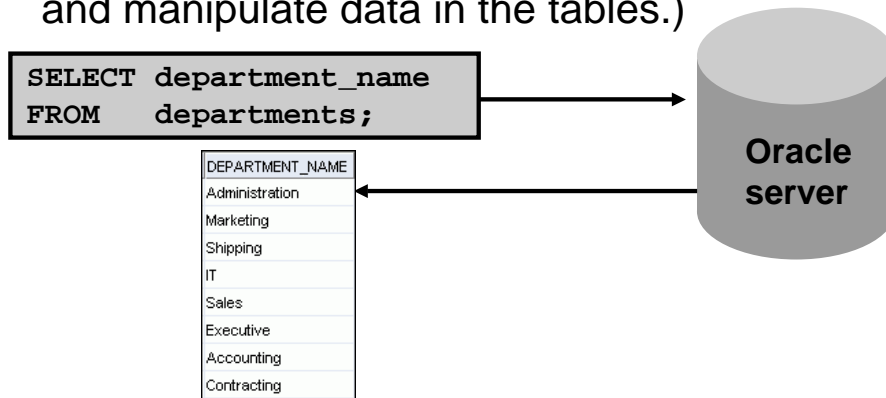 and manipulate data in the tables.)
SELECT department_name
FROM departments;
Oracle
server
DEPARTMENT_NAME
Administration
Marketing
Shipping
IT
Sales
Executive
Accounting
Contracting